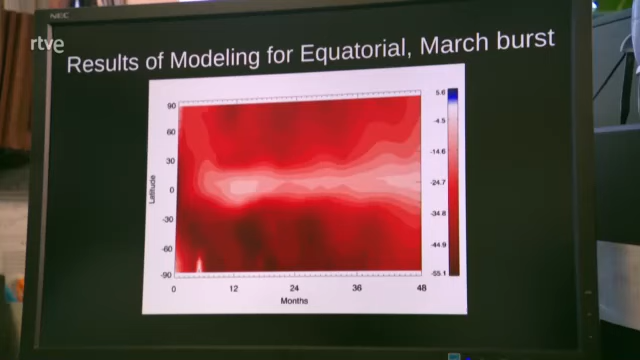 NEC
rtve
Results of Modeling for Equatorial, March burst
90
60
30
0
-30
-60
-90
Latitude
0 12 24 36 48
Months
5.6
-4.5
-14.6
-24.7
-34.8
-44.9
-55.1